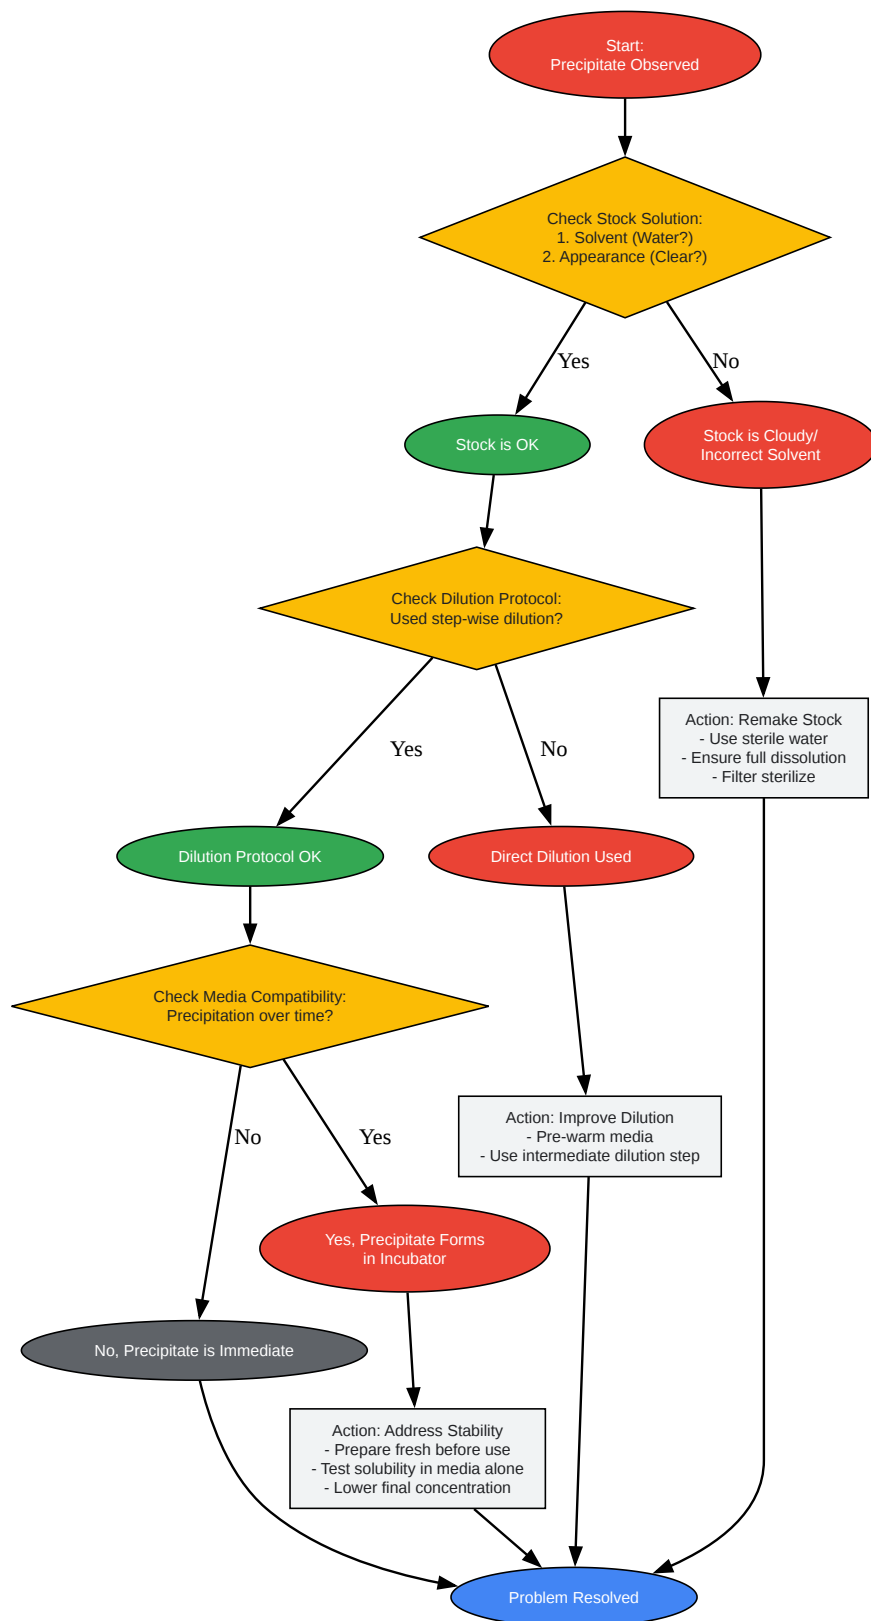 Start:
Precipitate Observed
Check Stock Solution:
1. Solvent (Water?)
2. Appearance (Clear?)
Yes
No
Stock is OK
Stock is Cloudy/
Incorrect Solvent
Check Dilution Protocol:
Used step-wise dilution?
Action: Remake Stock
- Use sterile water
- Ensure full dissolution
- Filter sterilize
Yes
No
Dilution Protocol OK
Direct Dilution Used
Check Media Compatibility:
Precipitation over time?
Action: Improve Dilution
- Pre-warm media
- Use intermediate dilution step
No
Yes
Yes, Precipitate Forms
in Incubator
No, Precipitate is Immediate
Action: Address Stability
- Prepare fresh before use
- Test solubility in media alone
- Lower final concentration
Problem Resolved